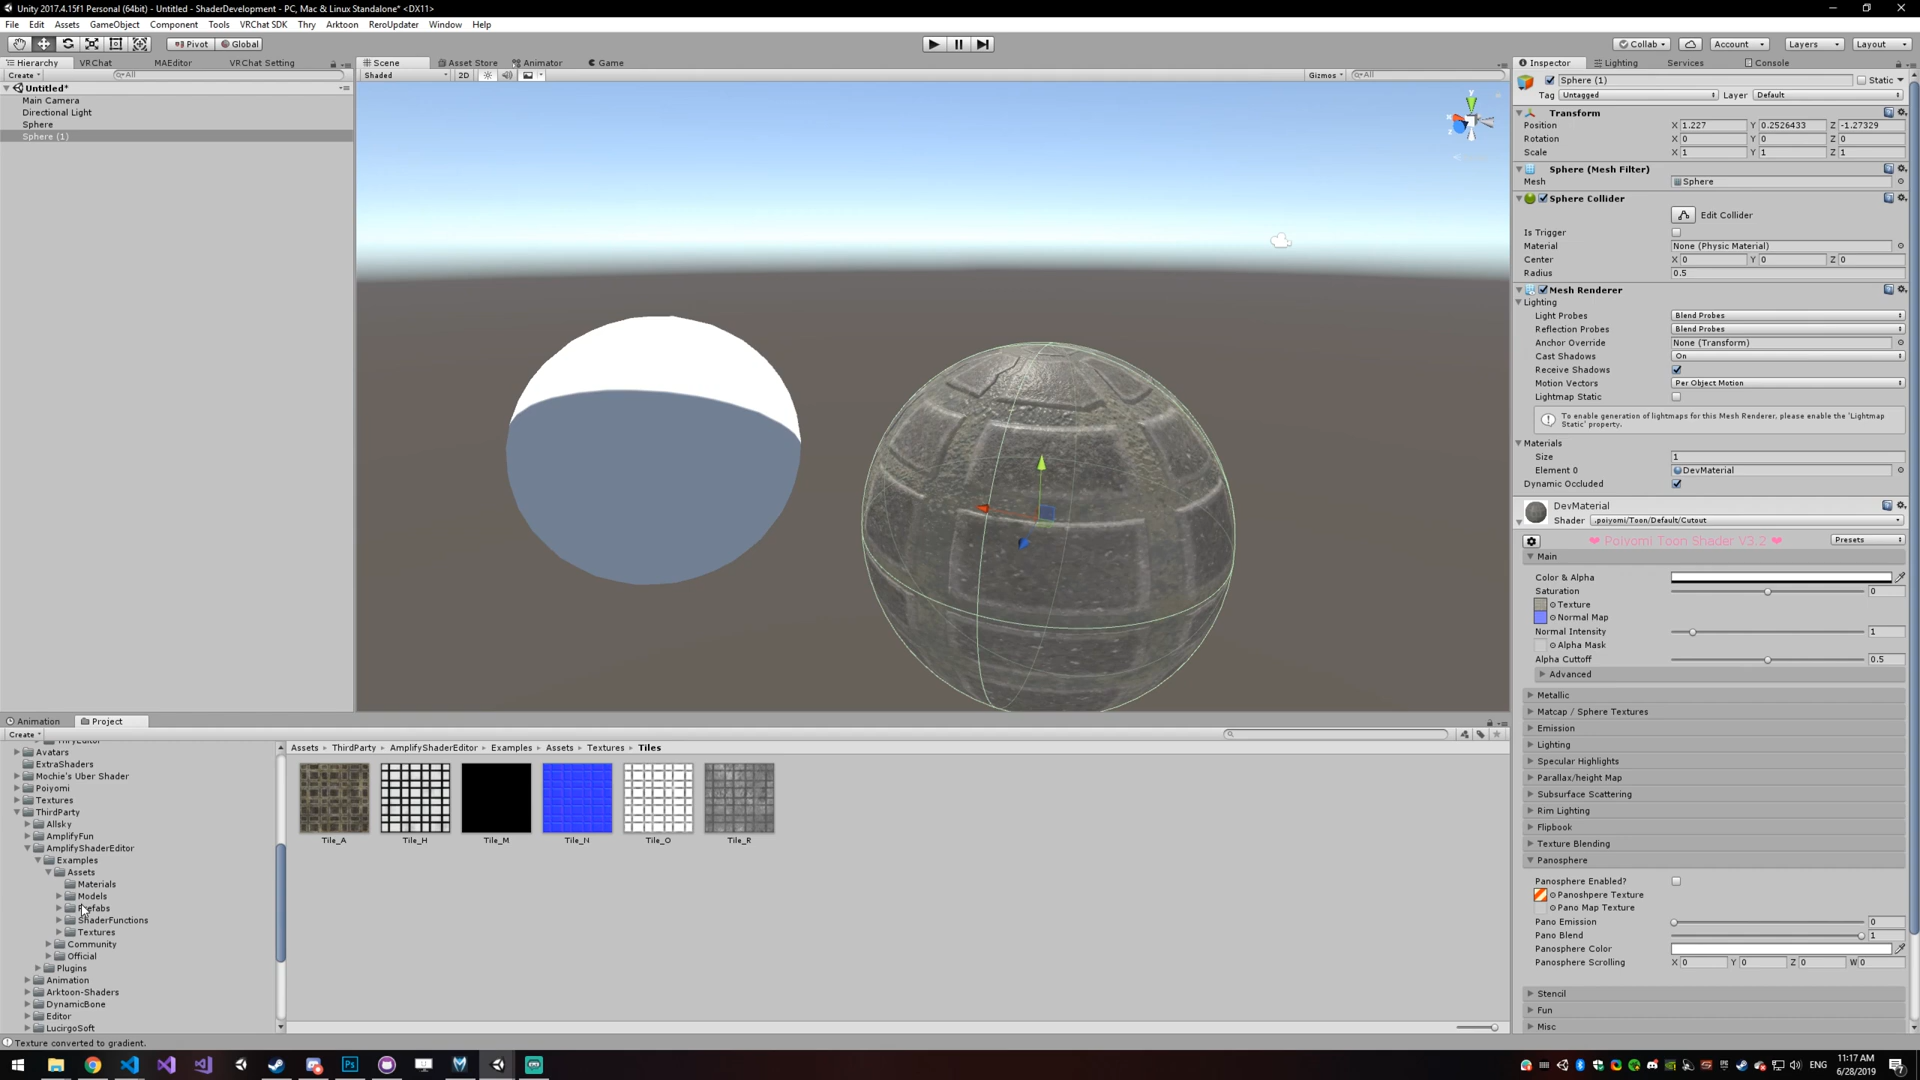 Unity 2017.4.15f1 Personal (64bit) - Untitled - ShaderDevelopment - PC, Mac & Linux Standalone* <DX11>
File Edit Assets GameObject Component Tools VRChat SDK Thry Arktoon ReroUpdater Window Help
Pivot Global Collab Account Layers Layout
Hierarchy VRChat MAEditor VRChat Setting Scene Asset Store Animator Game Inspector Lighting Services Console
Create All Shaded 2D Gizmos All
Untitled*
Main Camera
Directional Light
Sphere
Sphere (1)
Sphere (1) Static
Tag Untagged Layer Default
Transform
Position X 1.227 Y 0.2526433 Z -1.27329
Rotation X 0 Y 0 Z 0
Scale X 1 Y 1 Z 1
Sphere (Mesh Filter)
Mesh Sphere
Sphere Collider
Edit Collider
Is Trigger
Material None (Physic Material)
Center X 0 Y 0 Z 0
Radius 0.5
Mesh Renderer
Lighting
Light Probes Blend Probes
Reflection Probes Blend Probes
Anchor Override None (Transform)
Cast Shadows On
Receive Shadows
Motion Vectors Per Object Motion
Lightmap Static
To enable generation of lightmaps for this Mesh Renderer, please enable the 'Lightmap
Static' property.
Materials
Size 1
Element 0 DevMaterial
Dynamic Occluded
DevMaterial
Shader .poiyomi/Toon/Default/Cutout
❤ Poiyomi Toon Shader V3.2 ❤ Presets
Main
Color & Alpha
Saturation 0
Texture
Normal Map
Normal Intensity 1
Alpha Mask
Alpha Cuttoff 0.5
Advanced
Metallic
Matcap / Sphere Textures
Emission
Lighting
Specular Highlights
Parallax/height Map
Subsurface Scattering
Rim Lighting
Flipbook
Texture Blending
Panosphere
Panosphere Enabled?
Panoshpere Texture
Pano Map Texture
Pano Emission 0
Pano Blend 1
Panosphere Color
Panosphere Scrolling X 0 Y 0 Z 0 W 0
Stencil
Fun
Misc
Animation Project
Create
Avatars
ExtraShaders
Mochie's Uber Shader
Poiyomi
Textures
ThirdParty
Allsky
AmplifyFun
AmplifyShaderEditor
Examples
Assets
Materials
Models
Prefabs
ShaderFunctions
Textures
Community
Official
Plugins
Animation
Arktoon-Shaders
DynamicBone
Editor
LucirgoSoft
Assets ThirdParty AmplifyShaderEditor Examples Assets Textures Tiles
Tile_A Tile_H Tile_M Tile_N Tile_O Tile_R
Texture converted to gradient.
ENG
11:17 AM
6/28/2019